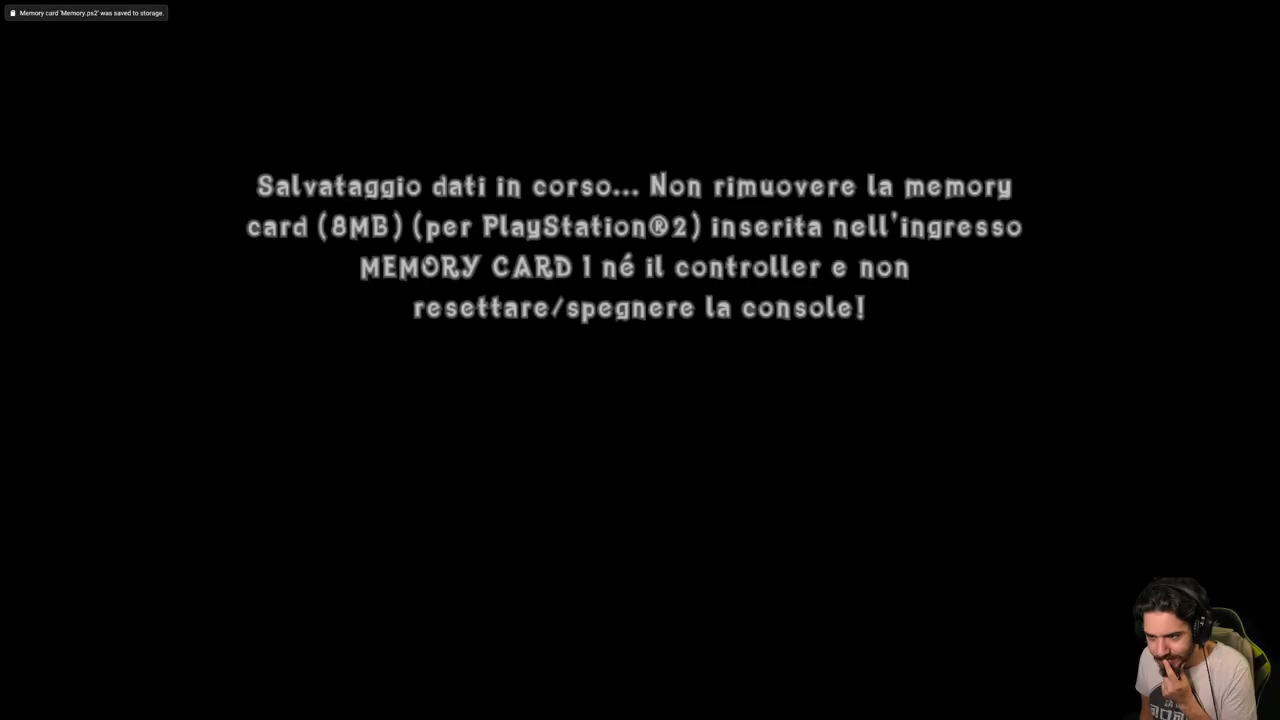 Memory card 'Memory.ps2' was saved to storage.
Salvataggio dati in corso... Non rimuovere la memory
card (8MB) (per PlayStation®2) inserita nell'ingresso
MEMORY CARD 1 né il controller e non
resettare/spegnere la console!